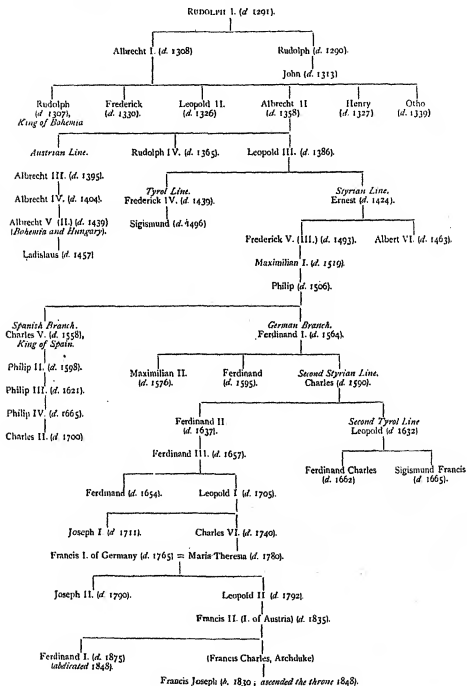 RUDOLPH I. (d 1291).
Albrecht I. (d 1308)
Rudolph (d. 1290).
John (d. 1313)
Rudolph
(d 1307),
King of Bohemia
Frederick
(d. 1330).
Leopold II.
(d. 1326)
Albrecht II
(d. 1358)
Henry
(d. 1327)
Otho
(d. 1339)
Austrian Line.
Albrecht III. (d. 1395).
Albrecht IV. (d. 1404).
Albrecht V (II.) (d. 1439)
(Bohemia and Hungary).
Ladislaus (d. 1457)
Rudolph IV. (d. 1365).
Leopold III. (d. 1386).
Tyrol Line.
Frederick IV. (d. 1439).
Sigismund (d. 1496)
Styrian Line.
Ernest (d. 1424).
Frederick V. (III.) (d. 1493).
Albert VI. (d. 1463).
Maximilian I. (d. 1519).
Philip (d. 1506).
Spanish Branch.
Charles V. (d. 1558),
King of Spain.
Philip II. (d. 1598).
Philip III. (d. 1621).
Philip IV. (d. 1665).
Charles II. (d. 1700)
German Branch.
Ferdinand I. (d. 1564).
Maximilian II.
(d. 1576).
Ferdinand
(d. 1595).
Second Styrian Line.
Charles (d. 1590).
Ferdinand II
(d. 1637).
Second Tyrol Line
Leopold (d 1632)
Ferdinand III. (d. 1657).
Ferdinand Charles
(d. 1662)
Sigismund Francis
(d. 1665).
Ferdinand (d. 1654).
Leopold I (d. 1705).
Joseph I (d 1711).
Charles VI. (d. 1740).
Francis I. of Germany (d. 1765) = Maria Theresa (d. 1780).
Joseph II. (d. 1790).
Leopold II (d. 1792).
Francis II. (I. of Austria) (d. 1835).
Ferdinand I. (d. 1875)
(abdicated 1848).
(Francis Charles, Archduke)
Francis Joseph (b. 1830; ascended the throne 1848).